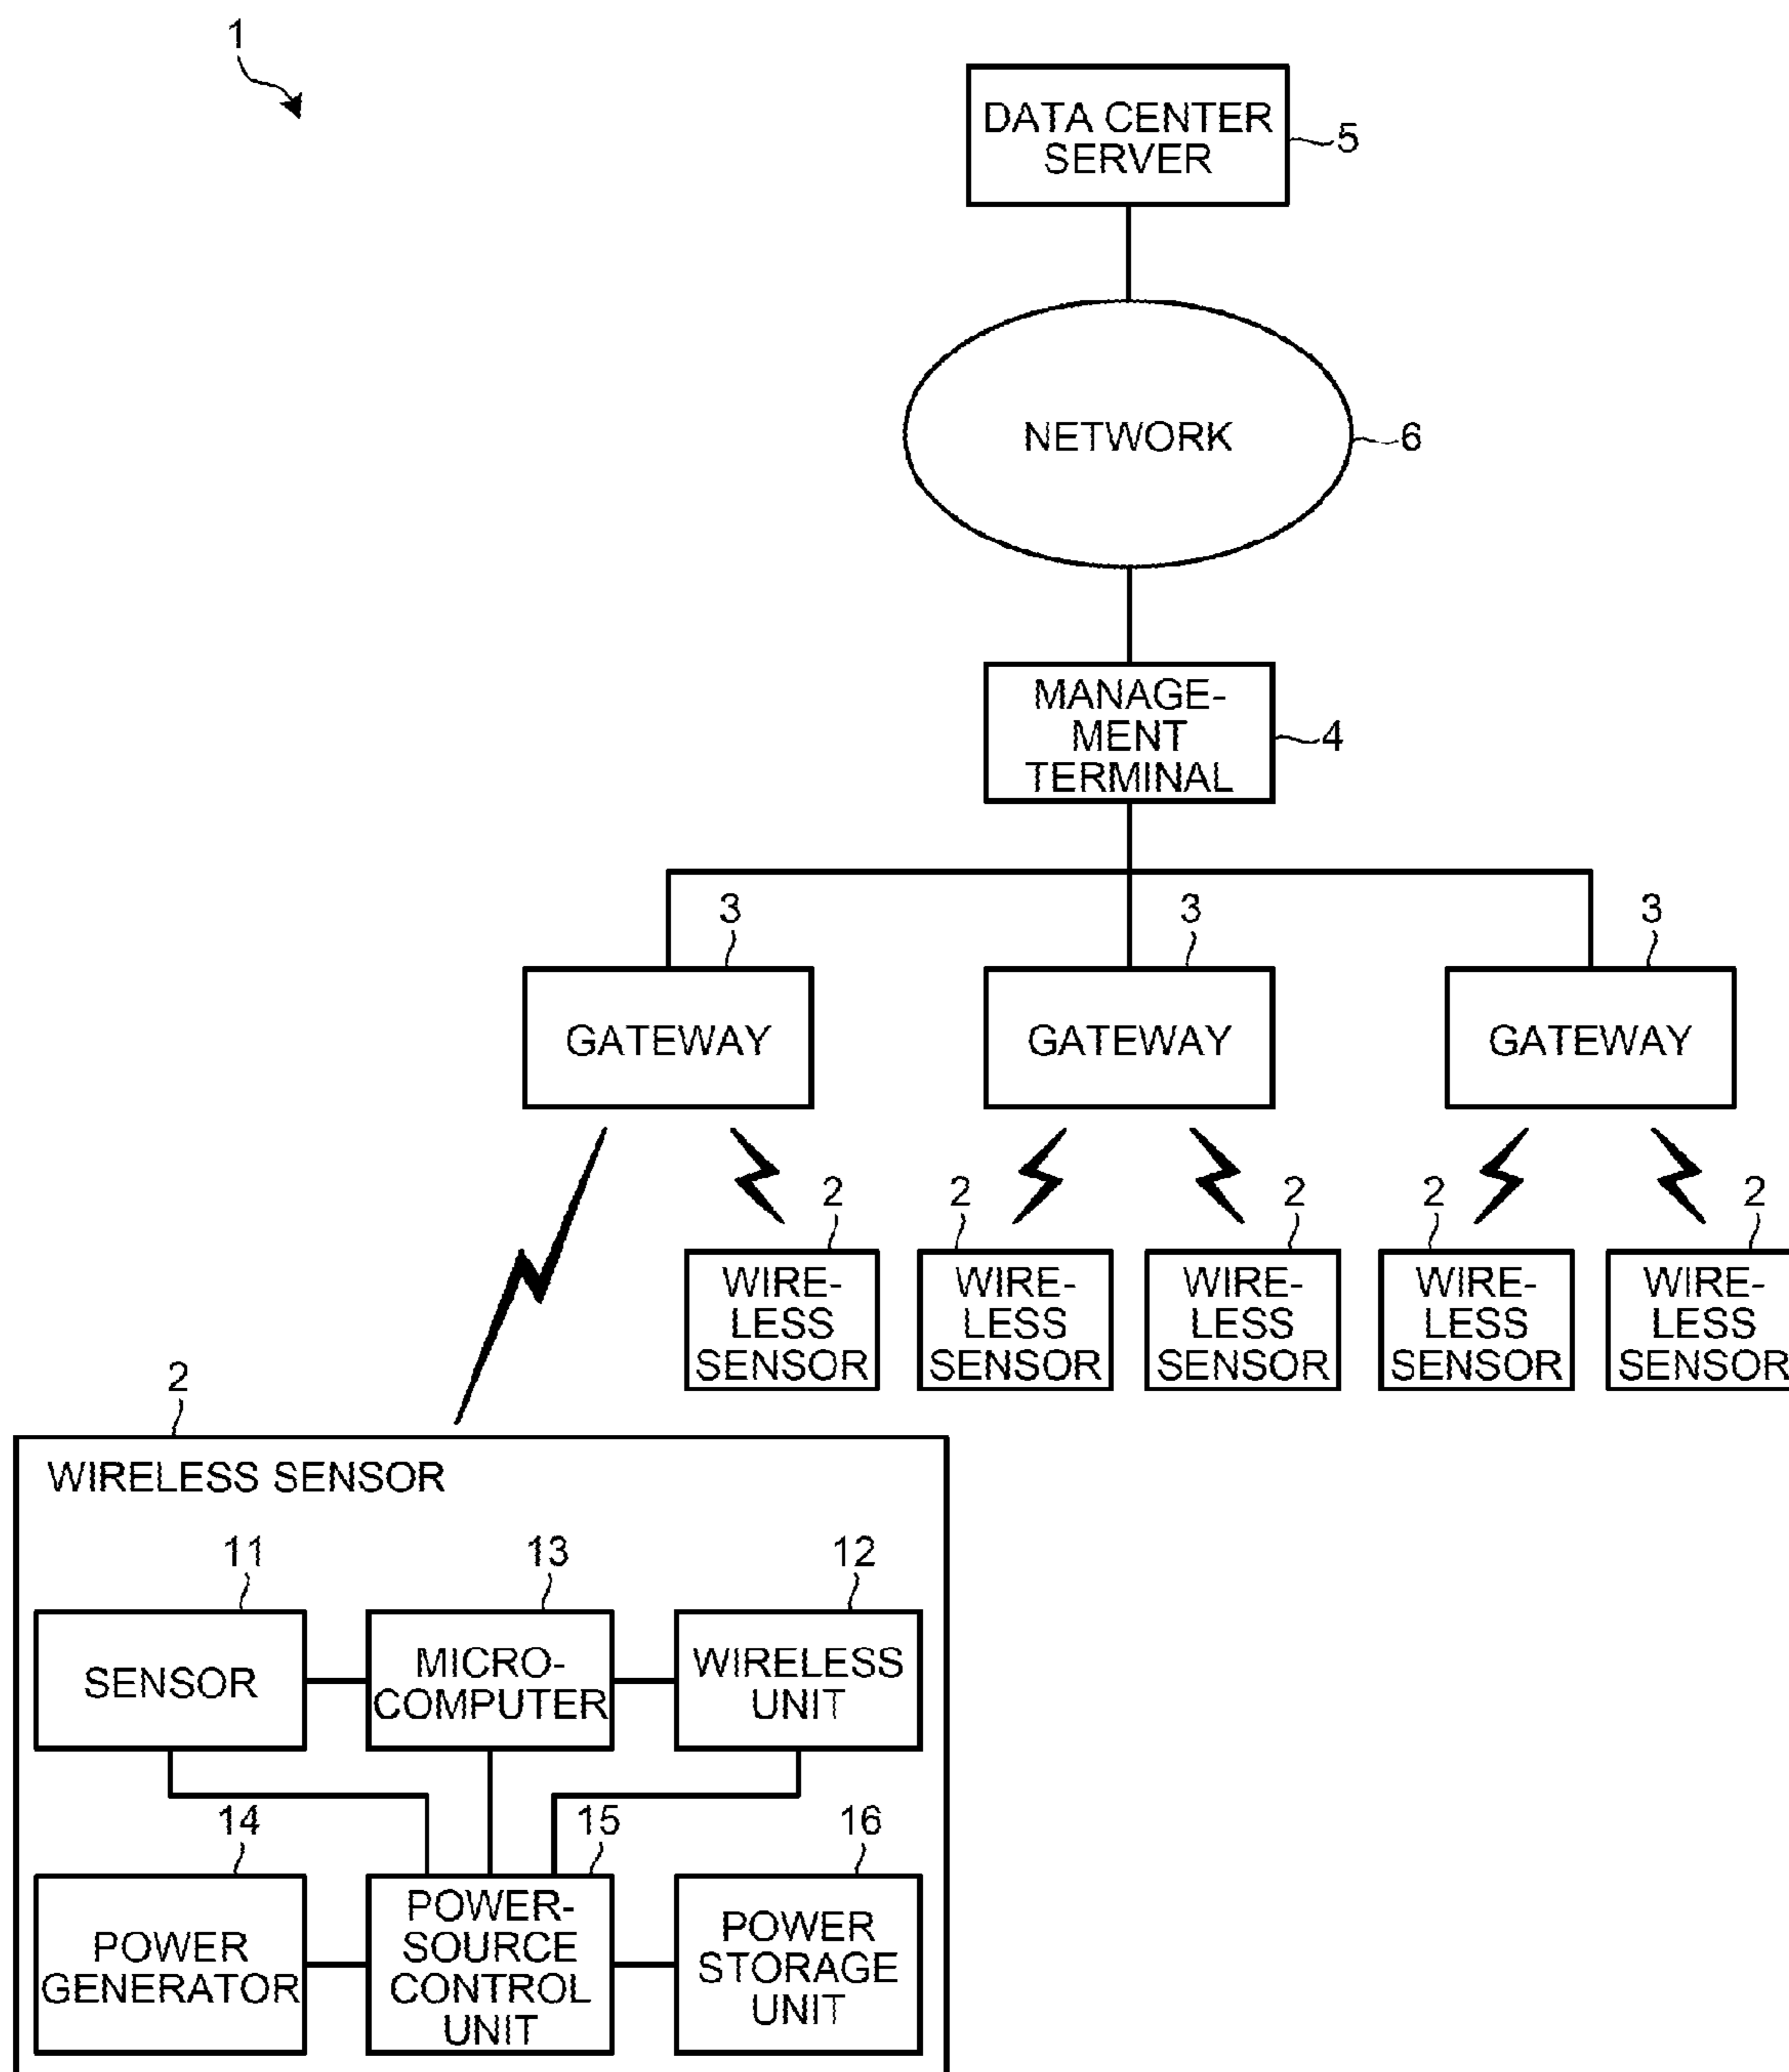 1
DATA CENTER
SERVER
5
NETWORK
6
MANAGE-
MENT
TERMINAL
4
3
3
3
GATEWAY
GATEWAY
GATEWAY
2
2
2
2
2
WIRE-
LESS
SENSOR
WIRE-
LESS
SENSOR
WIRE-
LESS
SENSOR
WIRE-
LESS
SENSOR
WIRE-
LESS
SENSOR
2
WIRELESS SENSOR
11
13
12
SENSOR
MICRO-
COMPUTER
WIRELESS
UNIT
14
15
16
POWER
GENERATOR
POWER-
SOURCE
CONTROL
UNIT
POWER
STORAGE
UNIT